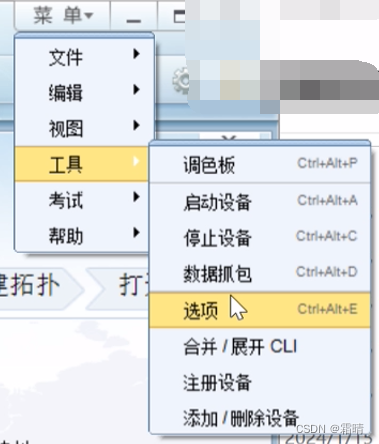 菜 单
文件
编辑
视图
工具
考试
帮助
调色板 Ctrl+Alt+P
启动设备 Ctrl+Alt+A
停止设备 Ctrl+Alt+C
数据抓包 Ctrl+Alt+D
选项 Ctrl+Alt+E
合并 / 展开 CLI
注册设备
添加 / 删除设备
建拓扑
打开
2024/1/15
CSDN @霜晴